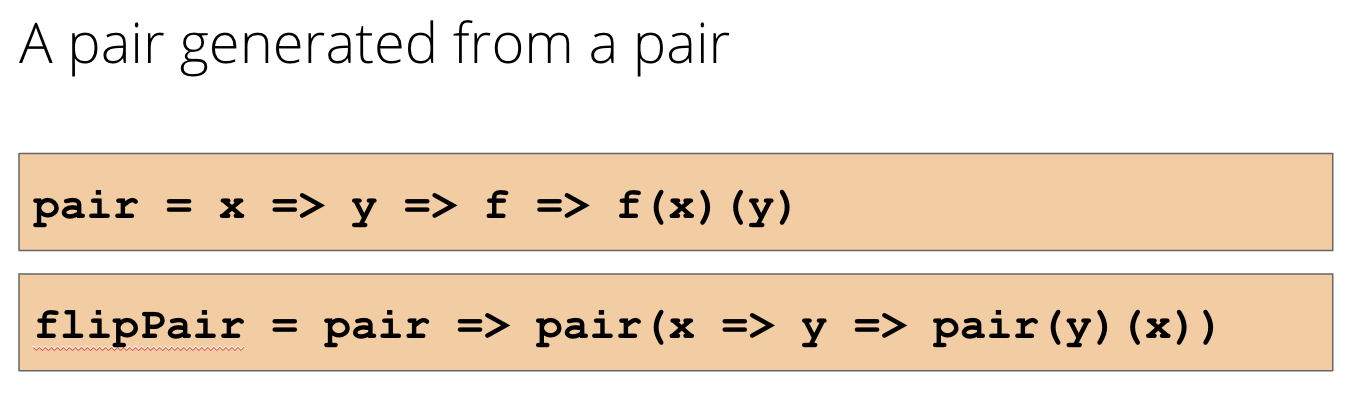 A pair generated from a pair
pair = x => y => f => f(x)(y)
flipPair = pair => pair(x => y => pair(y)(x))